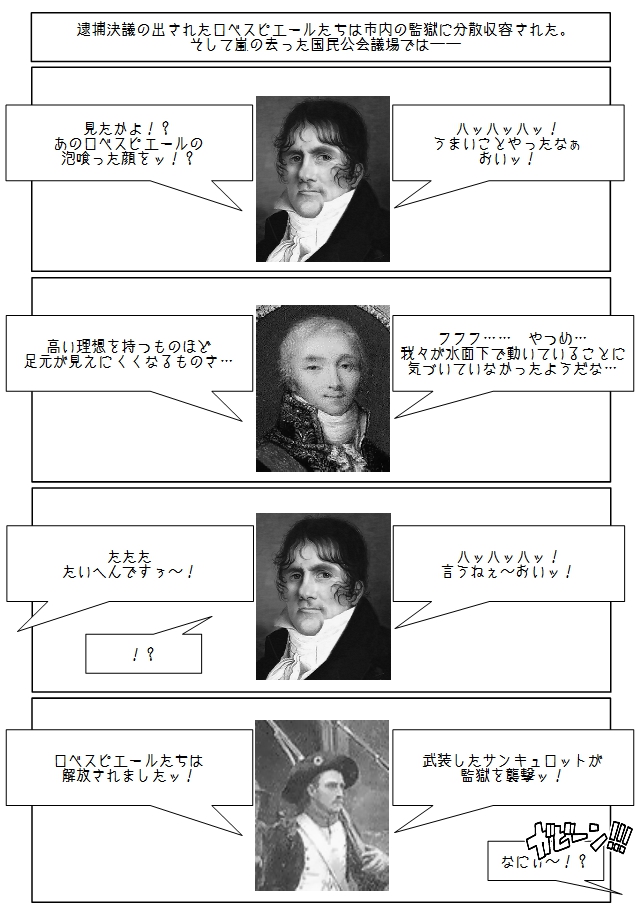 逮捕決議の出されたロベスピエールたちは市内の監獄に分散収容された。
そして嵐の去った国民公会議場では――
ハッハッハッ!
うまいことやったなぁ
おいッ!
見たかよ!?
あのロベスピエールの
泡喰った顔をッ!?
フフフ…… やつめ…
我々が水面下で動いていることに
気づいていなかったようだな…
高い理想を持つものほど
足元が見えにくくなるものさ…
ハッハッハッ!
言うねぇ~おいッ!
たたた
たいへんですぅ~!
!?
武装したサンキュロットが
監獄を襲撃ッ!
ロベスピエールたちは
解放されましたッ!
ガビーン!!!
なにぃ~!?